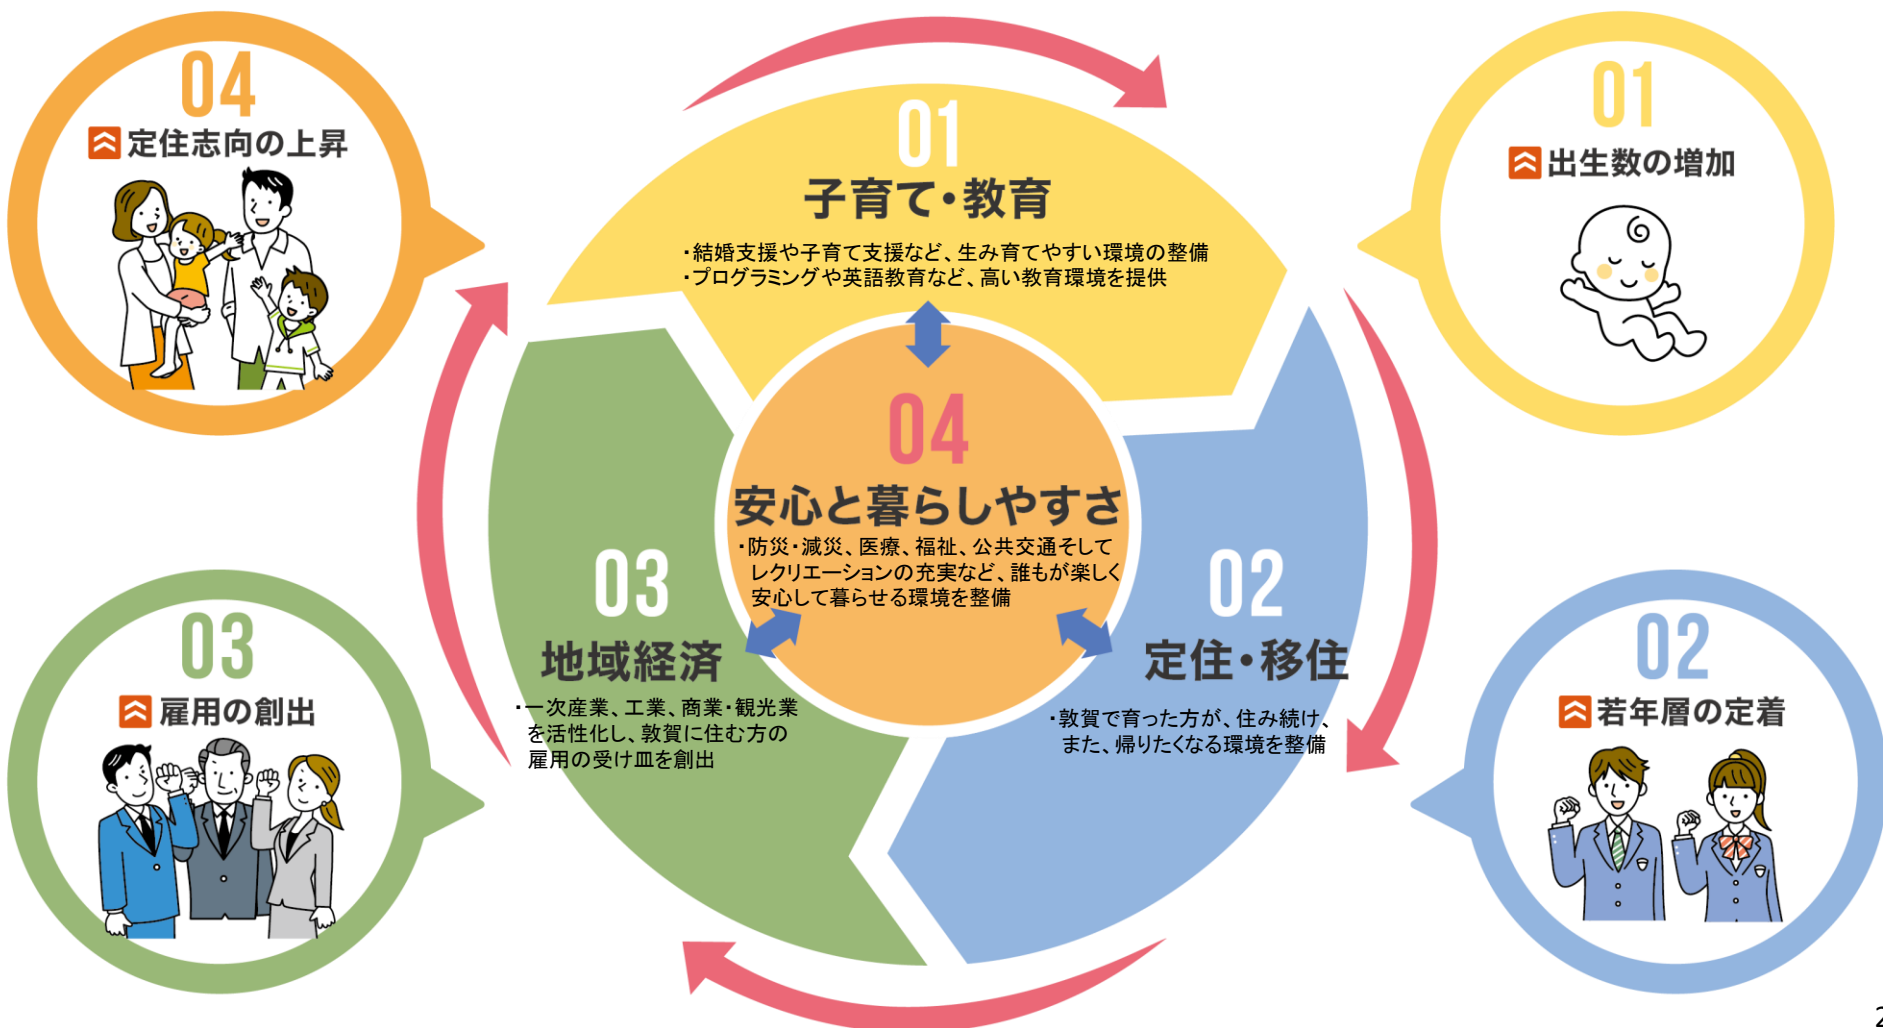 04
定住志向の上昇
01
子育て・教育
・結婚支援や子育て支援など、生み育てやすい環境の整備
・プログラミングや英語教育など、高い教育環境を提供
01
出生数の増加
04
安心と暮らしやすさ
・防災・減災、医療、福祉、公共交通そして
レクリエーションの充実など、誰もが楽しく
安心して暮らせる環境を整備
03
地域経済
・一次産業、工業、商業・観光業
を活性化し、敦賀に住む方の
雇用の受け皿を創出
02
定住・移住
・敦賀で育った方が、住み続け、
また、帰りたくなる環境を整備
03
雇用の創出
02
若年層の定着